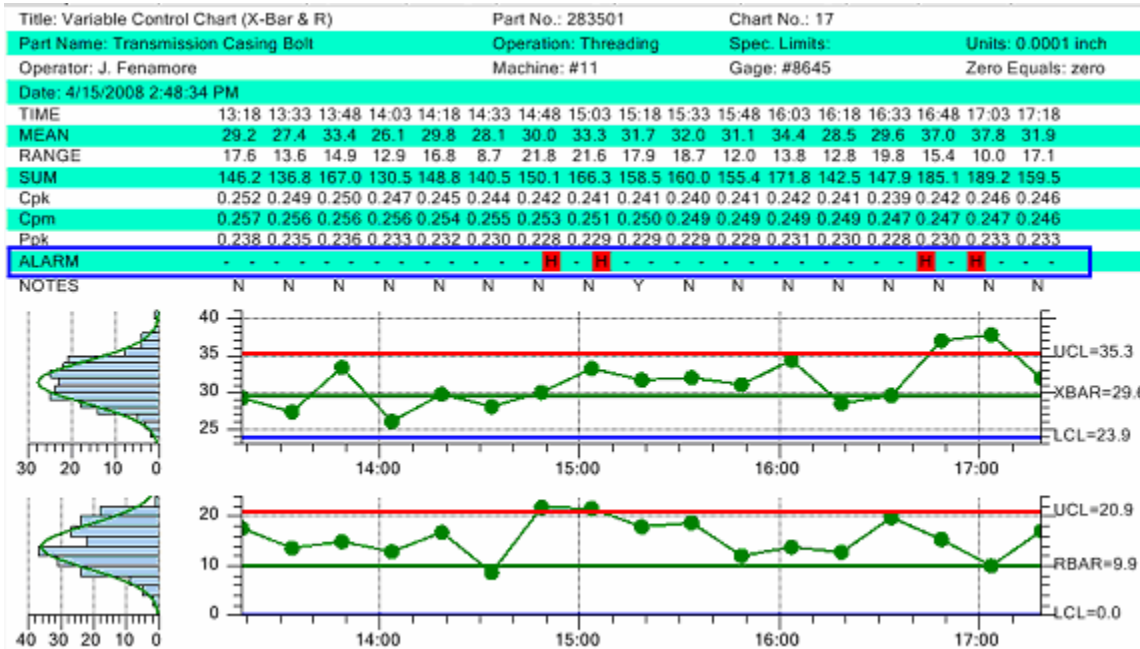 Title: Variable Control Chart (X-Bar & R) Part No.: 283501 Chart No.: 17
Part Name: Transmission Casing Bolt Operation: Threading Spec. Limits: Units: 0.0001 inch
Operator: J. Fenamore Machine: #11 Gage: #8645 Zero Equals: zero
Date: 4/15/2008 2:48:34 PM
TIME 13:18 13:33 13:48 14:03 14:18 14:33 14:48 15:03 15:18 15:33 15:48 16:03 16:18 16:33 16:48 17:03 17:18
MEAN 29.2 27.4 33.4 26.1 29.8 28.1 30.0 33.3 31.7 32.0 31.1 34.4 28.5 29.6 37.0 37.8 31.9
RANGE 17.6 13.6 14.9 12.9 16.8 8.7 21.8 21.6 17.9 18.7 12.0 13.8 12.8 19.8 15.4 10.0 17.1
SUM 146.2 136.8 167.0 130.5 148.8 140.5 150.1 166.3 158.5 160.0 155.4 171.8 142.5 147.9 185.1 189.2 159.5
Cpk 0.252 0.249 0.250 0.247 0.245 0.244 0.242 0.241 0.241 0.240 0.241 0.242 0.241 0.239 0.242 0.246 0.246
Cpm 0.257 0.256 0.256 0.256 0.254 0.255 0.253 0.251 0.250 0.249 0.249 0.249 0.249 0.247 0.247 0.247 0.246
Ppk 0.238 0.235 0.236 0.233 0.232 0.230 0.228 0.229 0.229 0.229 0.229 0.231 0.230 0.228 0.230 0.233 0.233
ALARM - - - - - - - - - - - - - H - H - - - - - - - - - - - - H - H - - -
NOTES N N N N N N N N Y N N N N N N N N
40
35 UCL=35.3
30 XBAR=29.6
25 LCL=23.9
30 20 10 0 14:00 15:00 16:00 17:00
20 UCL=20.9
10 RBAR=9.9
0 LCL=0.0
40 30 20 10 0 14:00 15:00 16:00 17:00